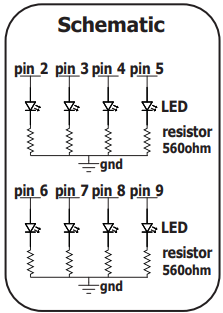 Schematic
pin 2 pin 3 pin 4 pin 5
LED
resistor
560ohm
gnd
pin 6 pin 7 pin 8 pin 9
LED
resistor
560ohm
gnd